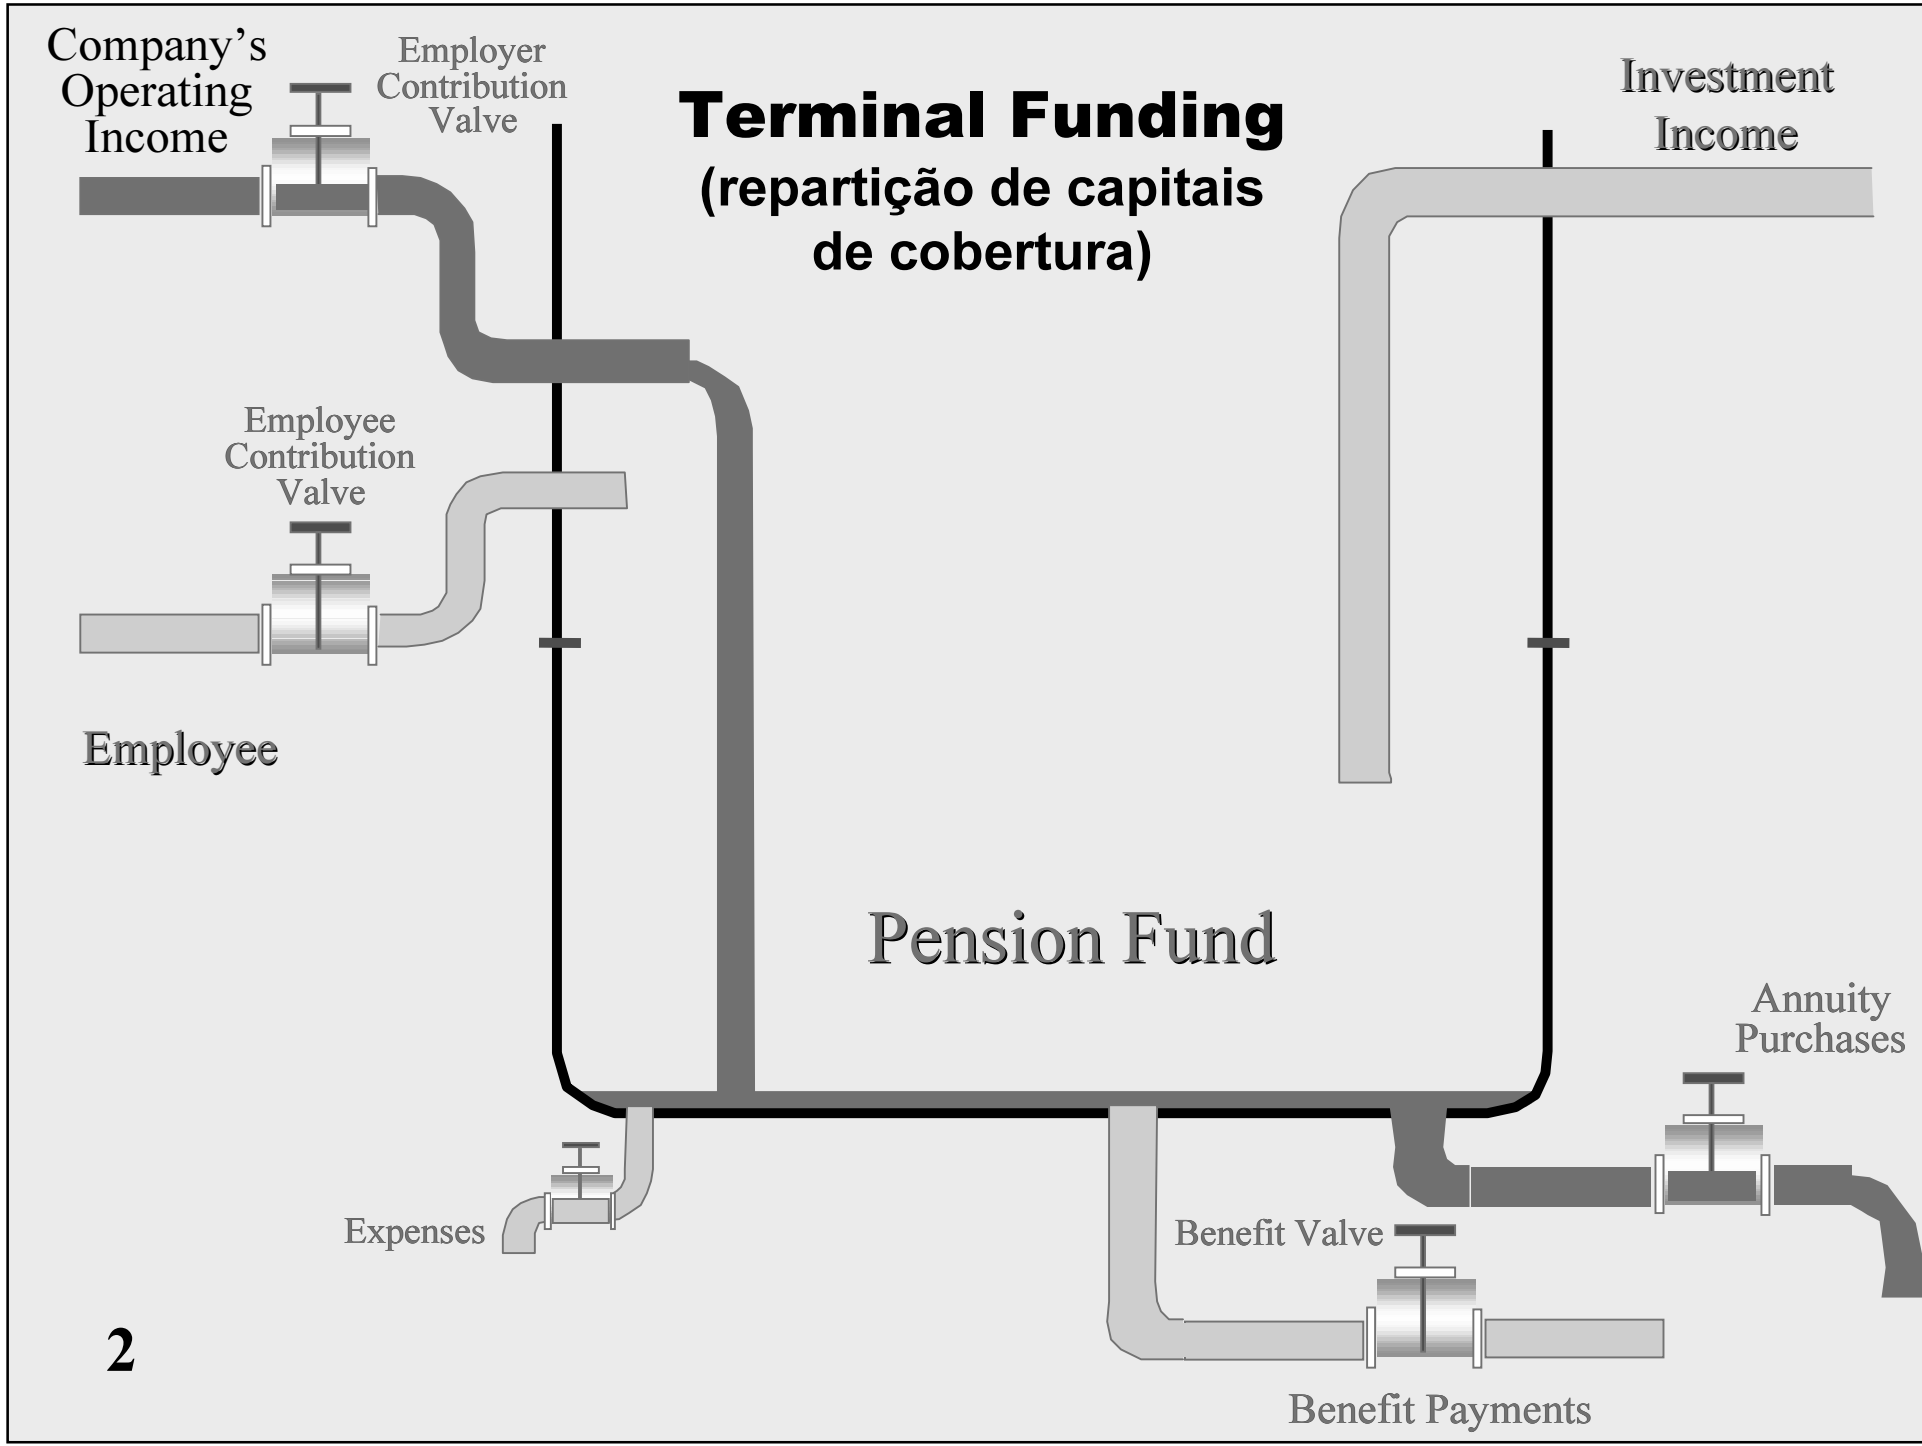 Company’s
Operating
Income
Employer
Contribution
Valve
Terminal Funding
(repartição de capitais
de cobertura)
Investment
Income
Employee
Contribution
Valve
Employee
Pension Fund
Annuity
Purchases
Expenses
Benefit Valve
Benefit Payments
2